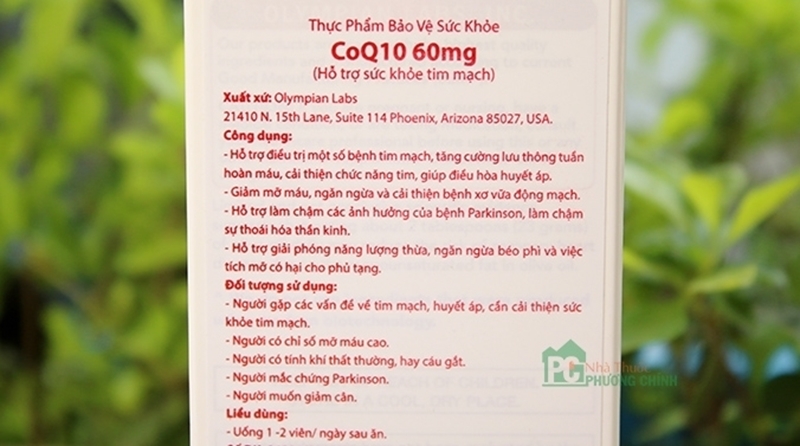 Thực Phẩm Bảo Vệ Sức Khỏe
CoQ10 60mg
(Hỗ trợ sức khỏe tim mạch)
Xuất xứ: Olympian Labs
21410 N. 15th Lane, Suite 114 Phoenix, Arizona 85027, USA.
Công dụng:
- Hỗ trợ điều trị một số bệnh tim mạch, tăng cường lưu thông tuần
hoàn máu, cải thiện chức năng tim, giúp điều hòa huyết áp.
- Giảm mỡ máu, ngăn ngừa và cải thiện bệnh xơ vữa động mạch.
- Hỗ trợ làm chậm các ảnh hưởng của bệnh Parkinson, làm chậm
sự thoái hóa thần kinh.
- Hỗ trợ giải phóng năng lượng thừa, ngăn ngừa béo phì và việc
tích mỡ có hại cho phủ tạng.
Đối tượng sử dụng:
- Người gặp các vấn đề về tim mạch, huyết áp, cần cải thiện sức
khỏe tim mạch.
- Người có chỉ số mỡ máu cao.
- Người có tính khí thất thường, hay cáu gắt.
- Người mắc chứng Parkinson.
- Người muốn giảm cân.
Liều dùng:
- Uống 1 -2 viên/ ngày sau ăn.
PC
Nhà Thuốc
PHƯƠNG CHÍNH